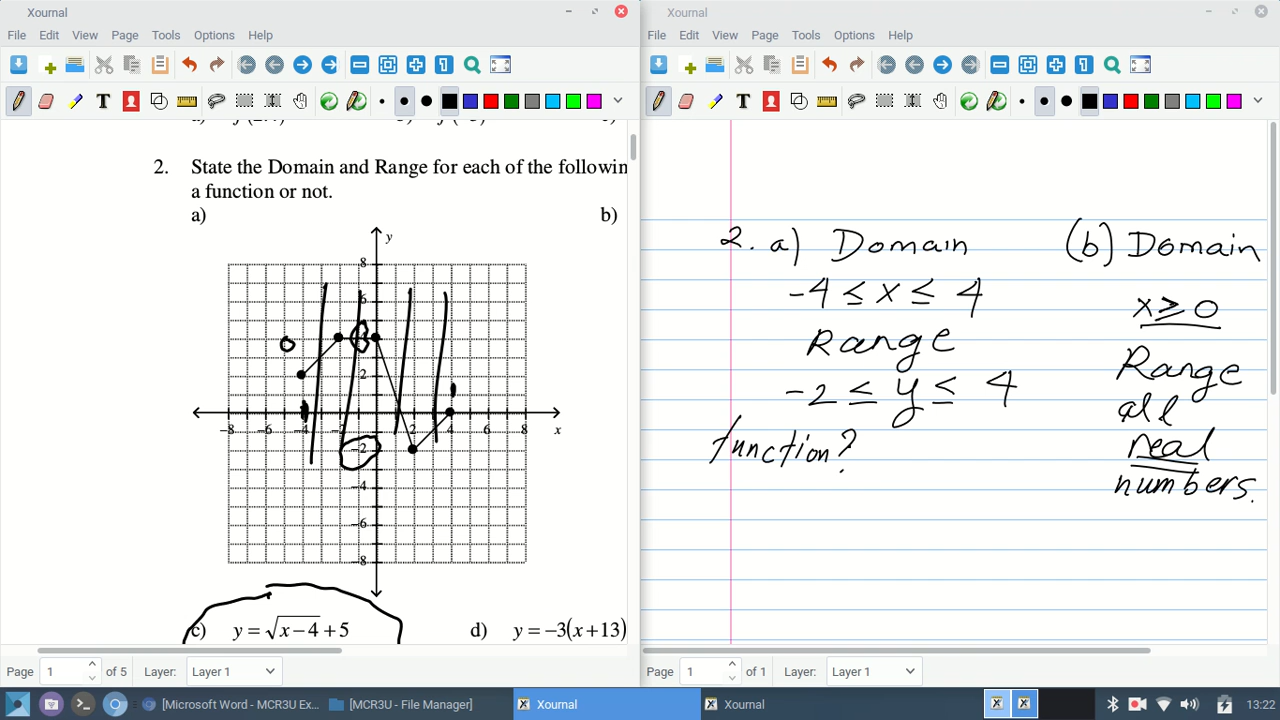 Xournal
File Edit View Page Tools Options Help
2. State the Domain and Range for each of the followin
a function or not.
a) b)
y
8
6
2
-8 -6 -4 -2 2 4 6 8 x
-2
-4
-6
-8
c) y = √x−4 + 5 d) y = −3(x+13)
Page 1 of 5 Layer: Layer 1
Xournal
File Edit View Page Tools Options Help
2. a) Domain
-4 ≤ x ≤ 4
Range
-2 ≤ y ≤ 4
function?
(b) Domain
x ≥ 0
Range
all
real
numbers.
Page 1 of 1 Layer: Layer 1
[Microsoft Word - MCR3U Ex... [MCR3U - File Manager] Xournal Xournal 13:22